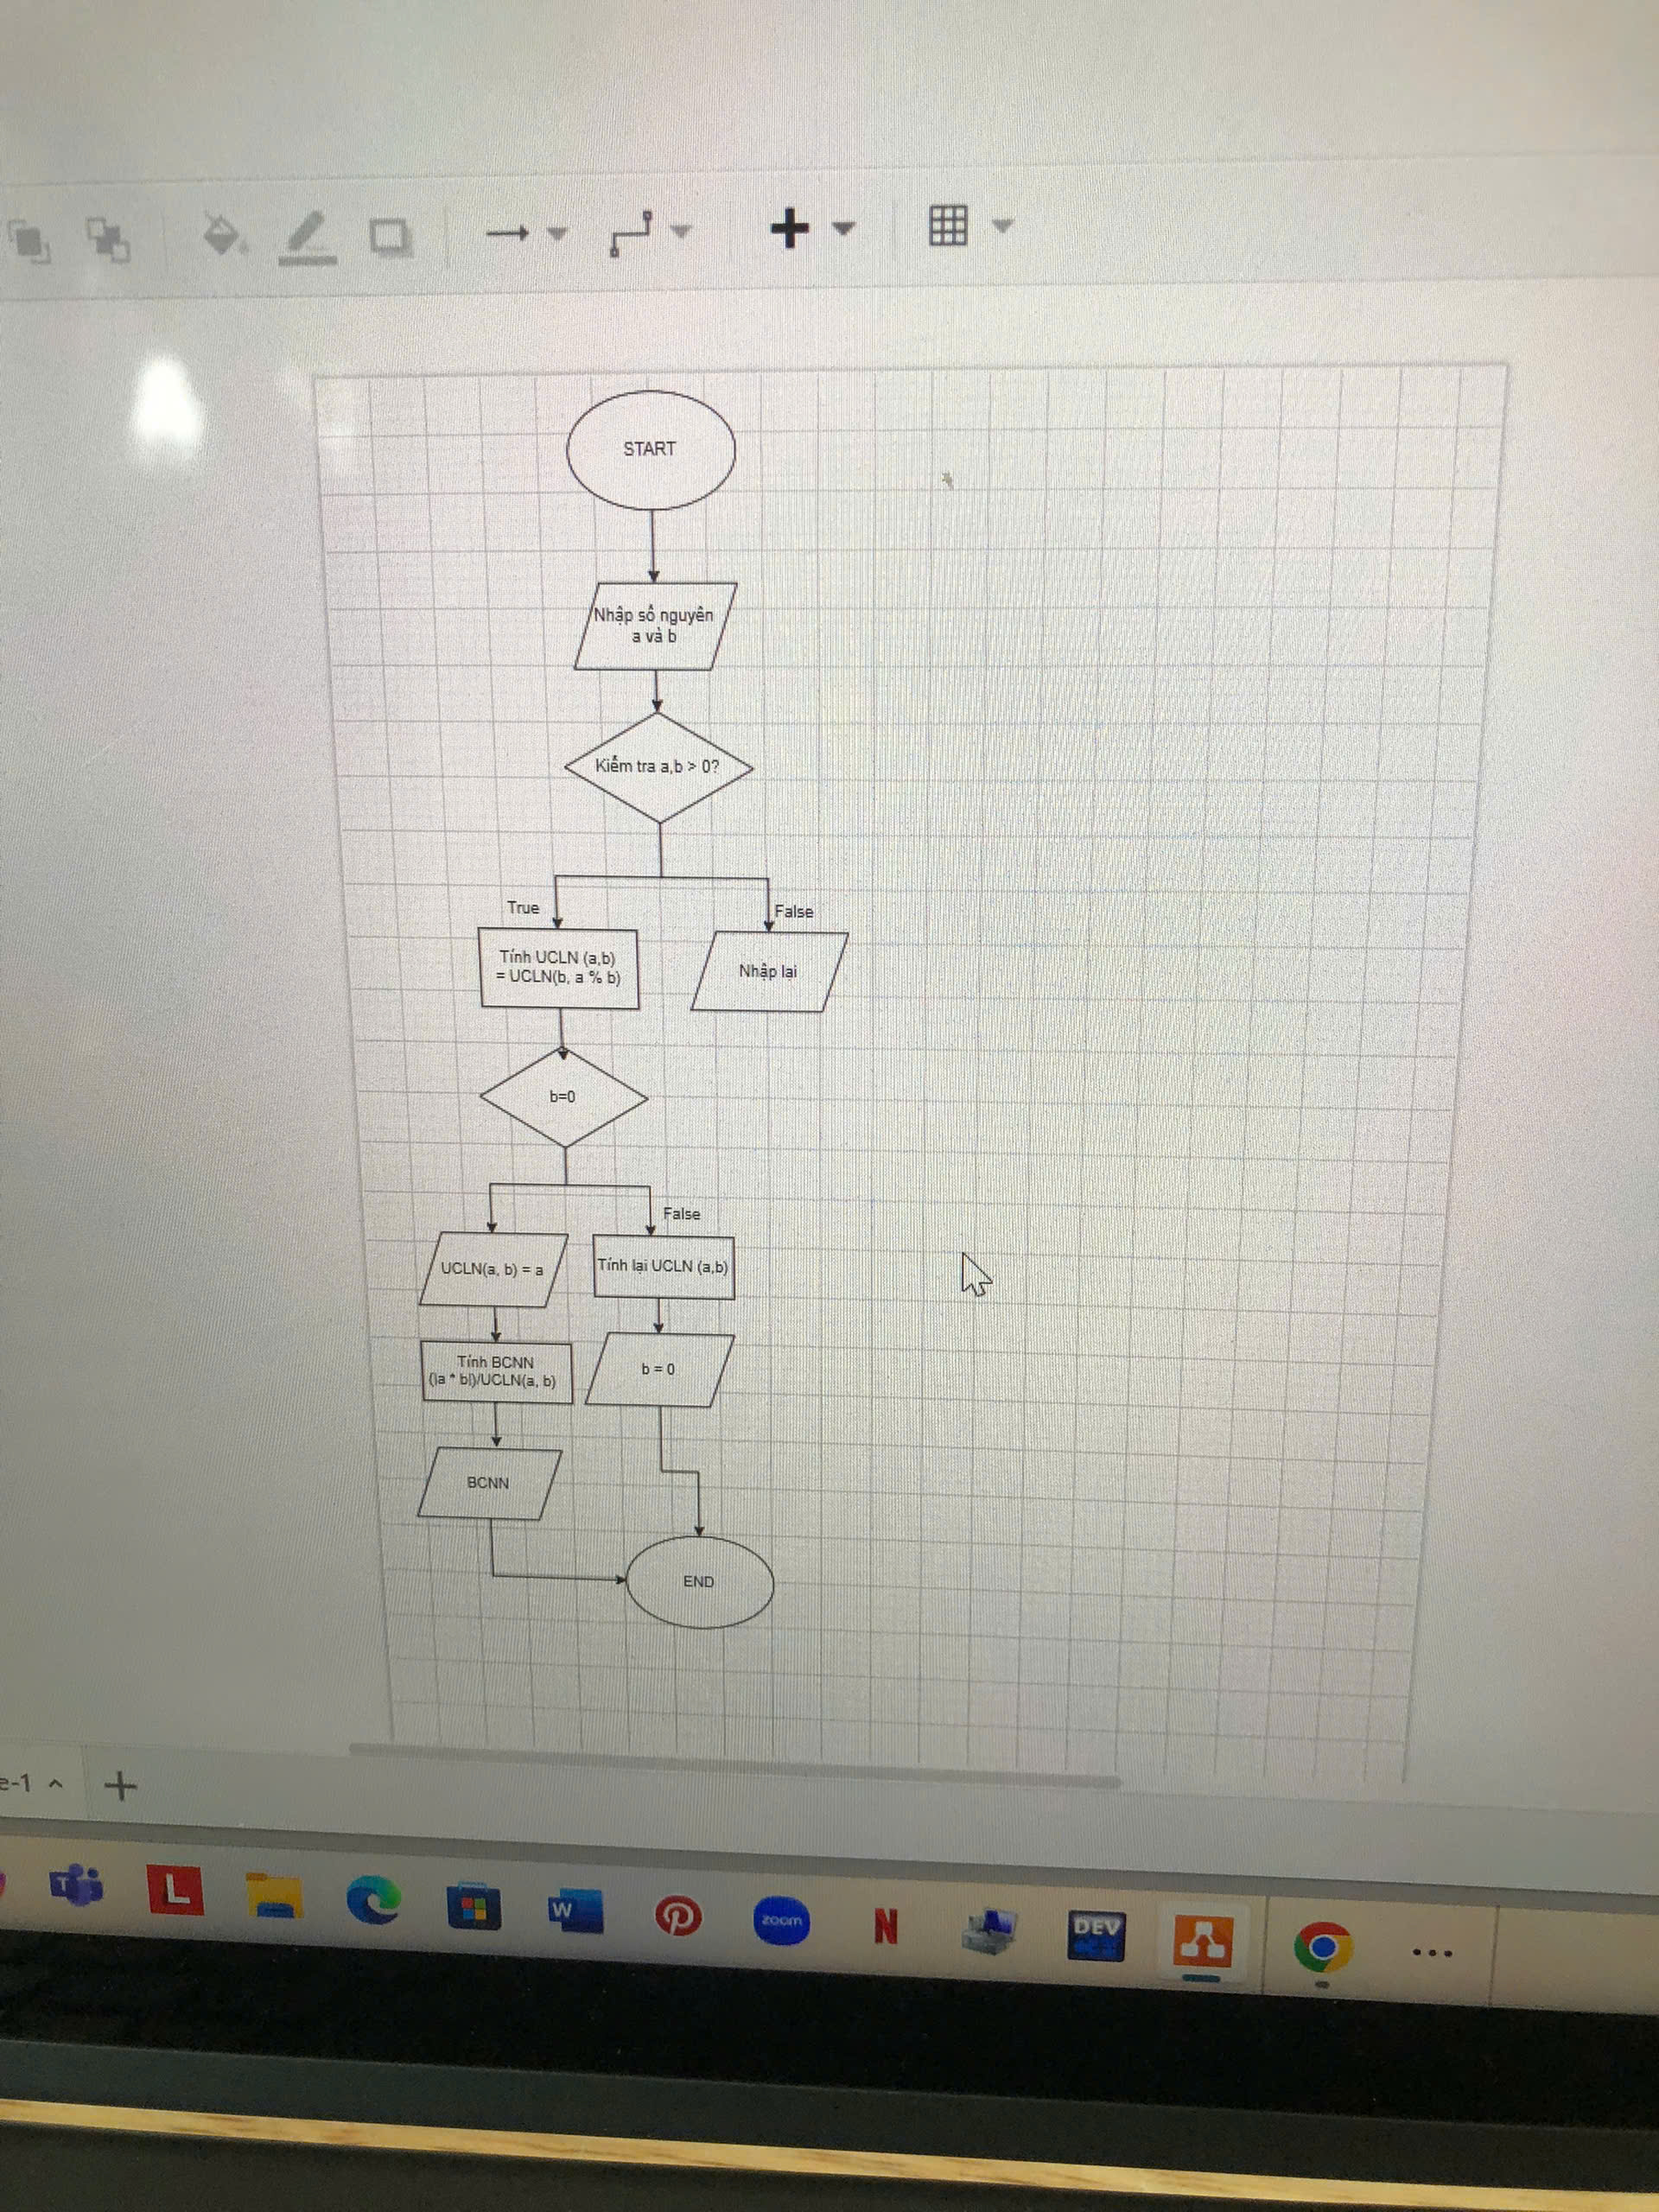 START
Nhập số nguyên
a và b
Kiểm tra a,b > 0?
True
False
Tính UCLN (a,b)
= UCLN(b, a % b)
Nhập lại
b=0
False
UCLN(a, b) = a
Tính lại UCLN (a,b)
Tính BCNN
(|a * b|)/UCLN(a, b)
b = 0
BCNN
END
e-1
T
L
W
zoom
N
DEV